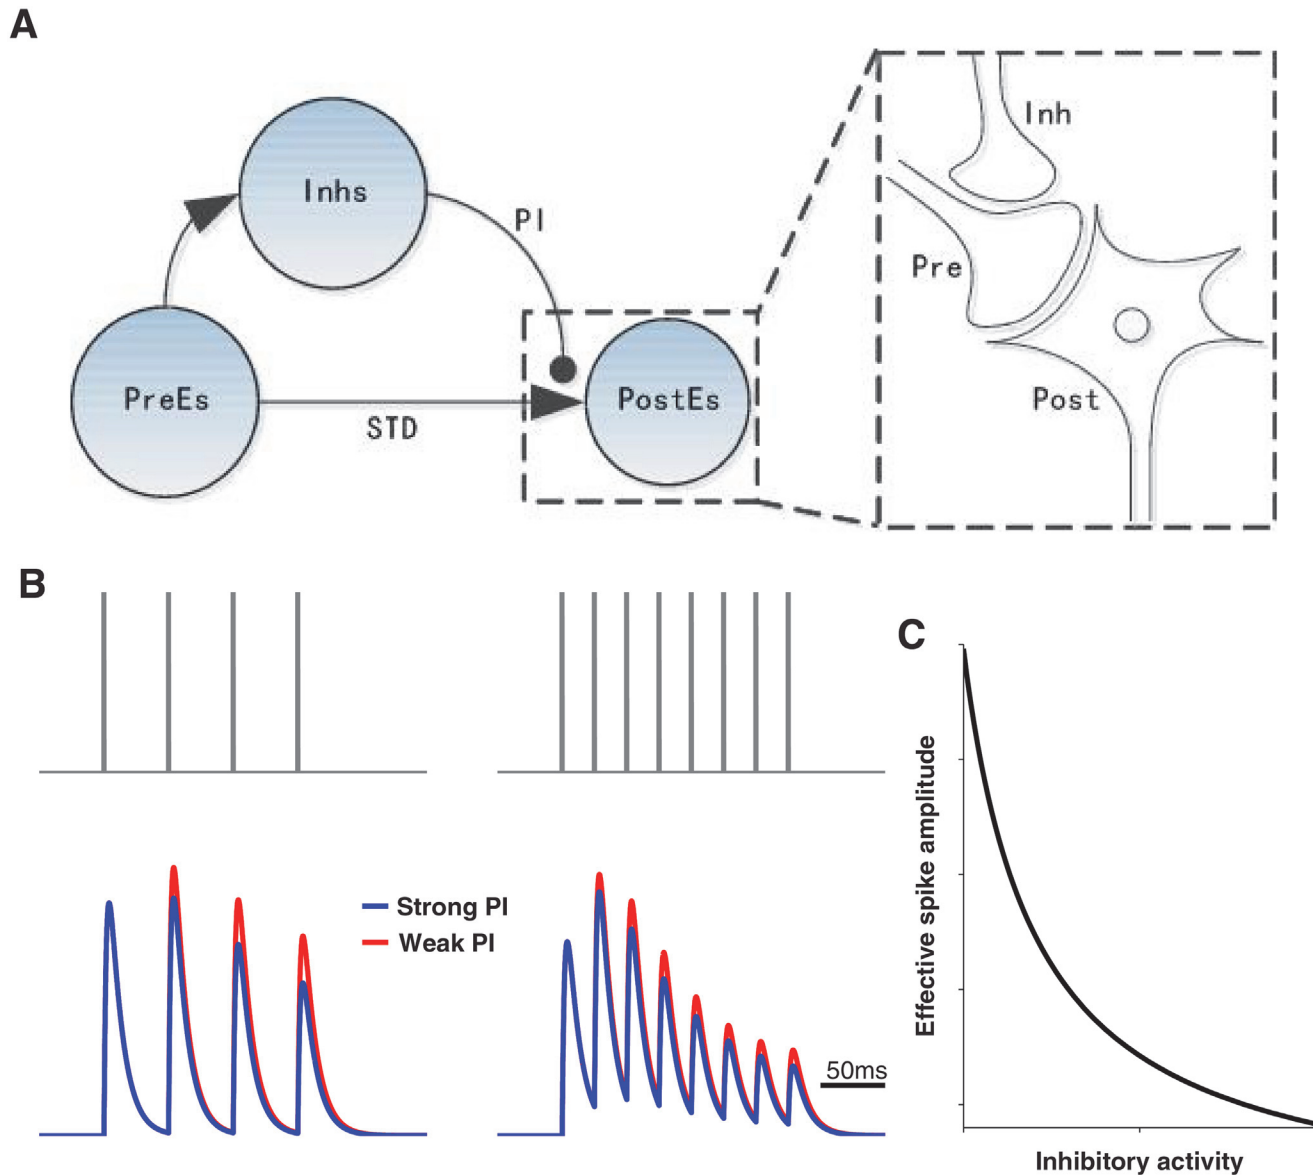 A
Inhs
PI
PreEs
STD
PostEs
Inh
Pre
Post
B
Strong PI
Weak PI
50ms
C
Effective spike amplitude
Inhibitory activity